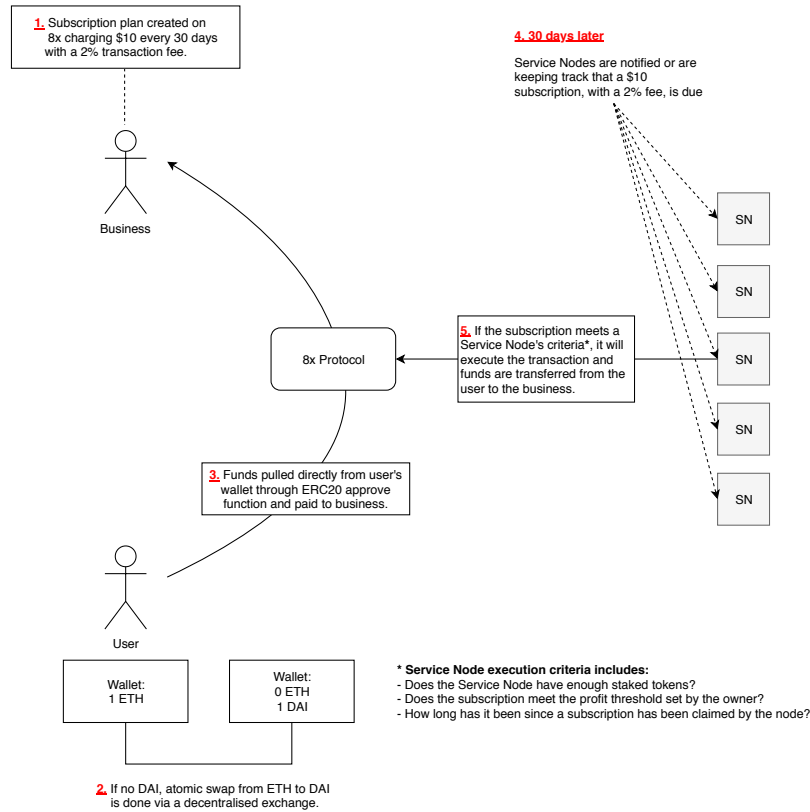 1. Subscription plan created on
8x charging $10 every 30 days
with a 2% transaction fee.
4. 30 days later
Service Nodes are notified or are
keeping track that a $10
subscription, with a 2% fee, is due
Business
SN
SN
SN
SN
SN
8x Protocol
5. If the subscription meets a
Service Node's criteria*, it will
execute the transaction and
funds are transferred from the
user to the business.
3. Funds pulled directly from user's
wallet through ERC20 approve
function and paid to business.
User
Wallet:
1 ETH
Wallet:
0 ETH
1 DAI
* Service Node execution criteria includes:
- Does the Service Node have enough staked tokens?
- Does the subscription meet the profit threshold set by the owner?
- How long has it been since a subscription has been claimed by the node?
2. If no DAI, atomic swap from ETH to DAI
is done via a decentralised exchange.